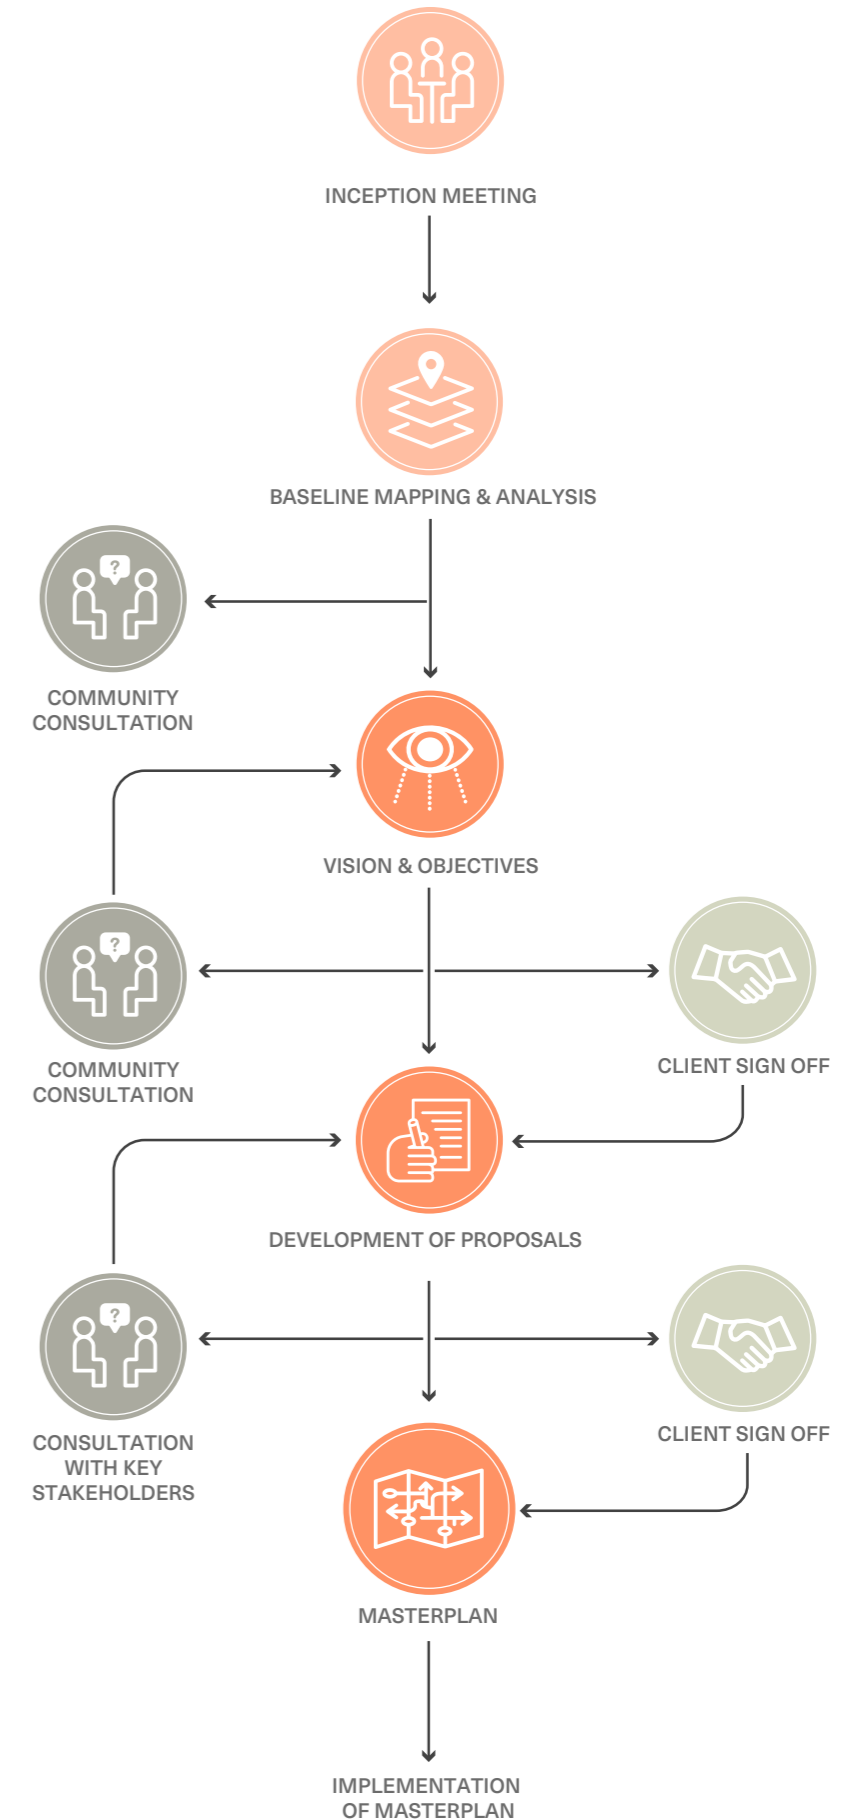 INCEPTION MEETING
BASELINE MAPPING & ANALYSIS
?
COMMUNITY
CONSULTATION
VISION & OBJECTIVES
?
COMMUNITY
CONSULTATION
CLIENT SIGN OFF
DEVELOPMENT OF PROPOSALS
?
CONSULTATION
WITH KEY
STAKEHOLDERS
CLIENT SIGN OFF
MASTERPLAN
IMPLEMENTATION
OF MASTERPLAN